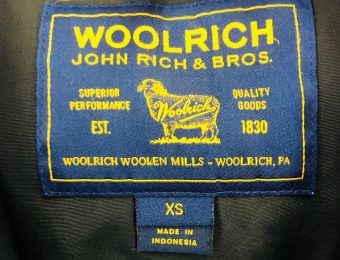 WOOLRICH
JOHN RICH & BROS.
SUPERIOR PERFORMANCE
QUALITY GOODS
Woolrich
EST. 1830
WOOLRICH WOOLEN MILLS - WOOLRICH, PA
XS
MADE IN
INDONESIA